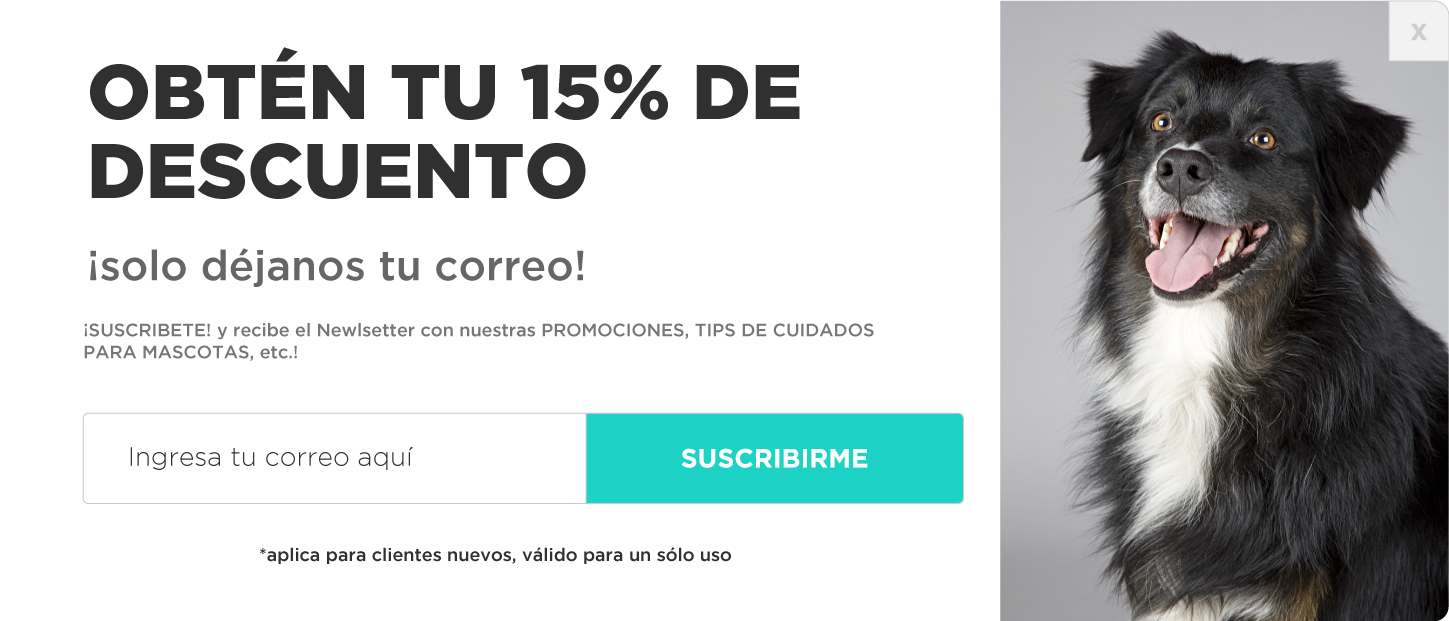 OBTÉN TU 15% DE
DESCUENTO
¡solo déjanos tu correo!
¡SUSCRIBETE! y recibe el Newlsetter con nuestras PROMOCIONES, TIPS DE CUIDADOS
PARA MASCOTAS, etc.!
Ingresa tu correo aquí
SUSCRIBIRME
*aplica para clientes nuevos, válido para un sólo uso
x